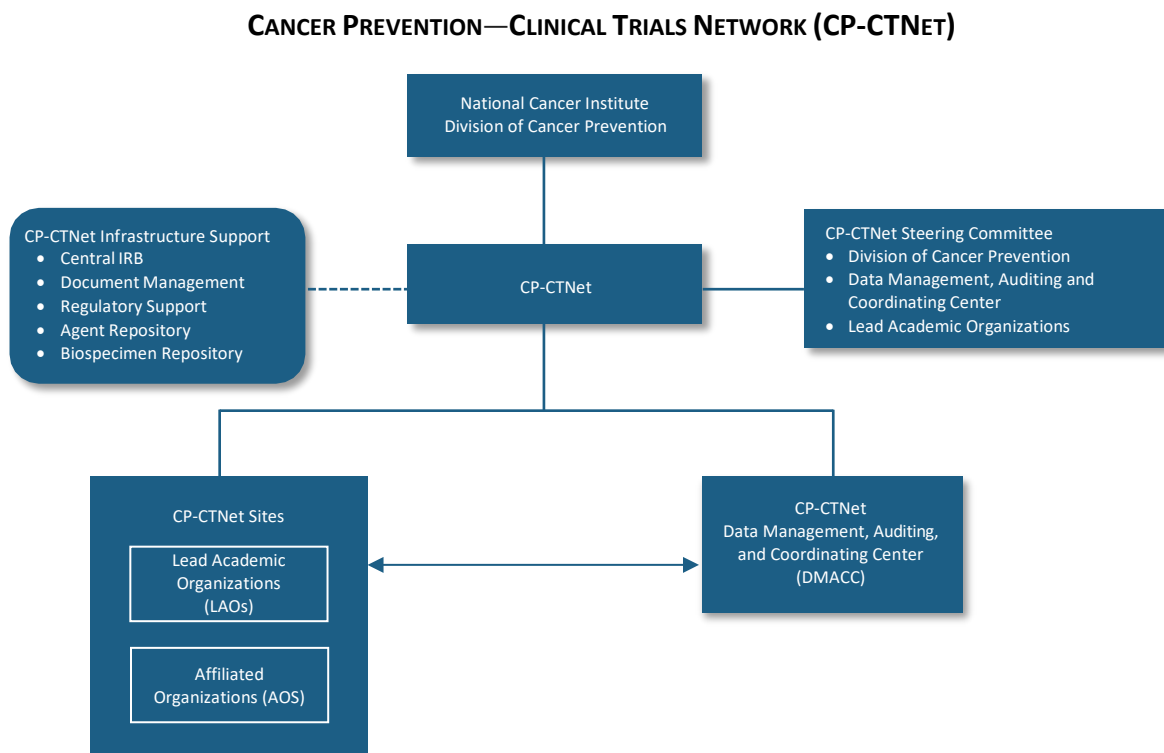 CANCER PREVENTION—CLINICAL TRIALS NETWORK (CP-CTNET)
National Cancer Institute
Division of Cancer Prevention
CP-CTNet Infrastructure Support
• Central IRB
• Document Management
• Regulatory Support
• Agent Repository
• Biospecimen Repository
CP-CTNet
CP-CTNet Steering Committee
• Division of Cancer Prevention
• Data Management, Auditing and
Coordinating Center
• Lead Academic Organizations
CP-CTNet Sites
Lead Academic
Organizations
(LAOs)
Affiliated
Organizations (AOS)
CP-CTNet
Data Management, Auditing,
and Coordinating Center
(DMACC)